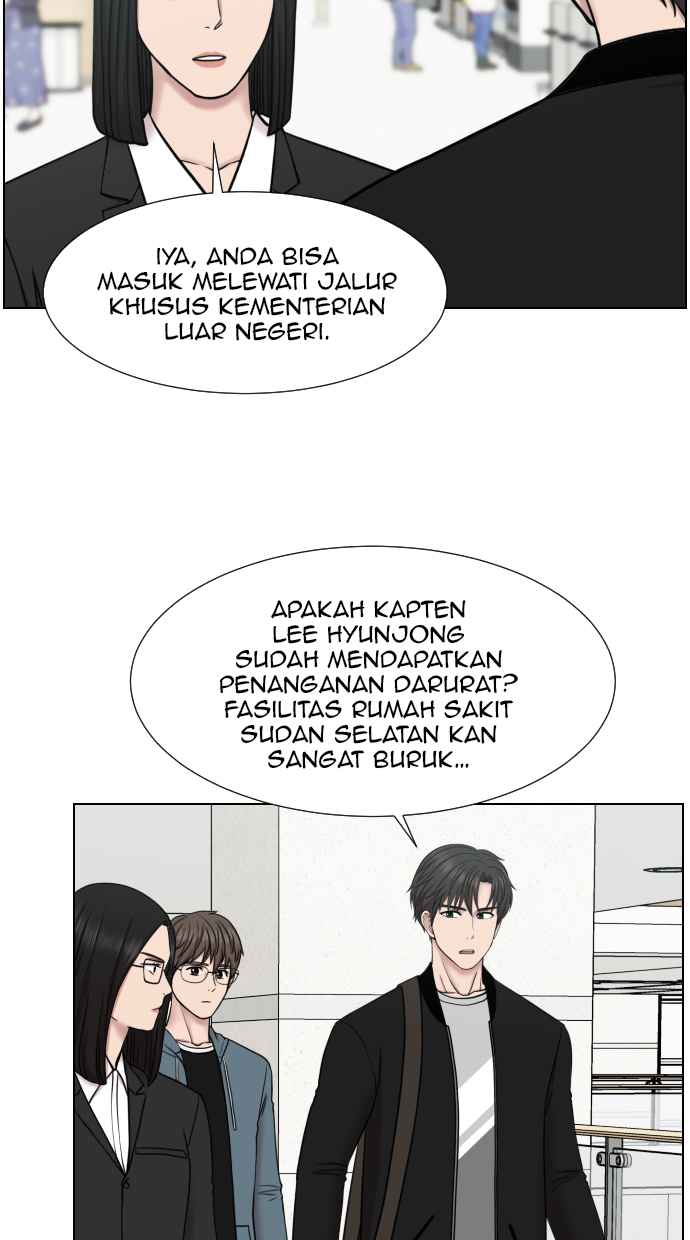 IYA, ANDA BISA
MASUK MELEWATI JALUR
KHUSUS KEMENTERIAN
LUAR NEGERI.
APAKAH KAPTEN
LEE HYUNJONG
SUDAH MENDAPATKAN
PENANGANAN DARURAT?
FASILITAS RUMAH SAKIT
SUDAN SELATAN KAN
SANGAT BURUK...